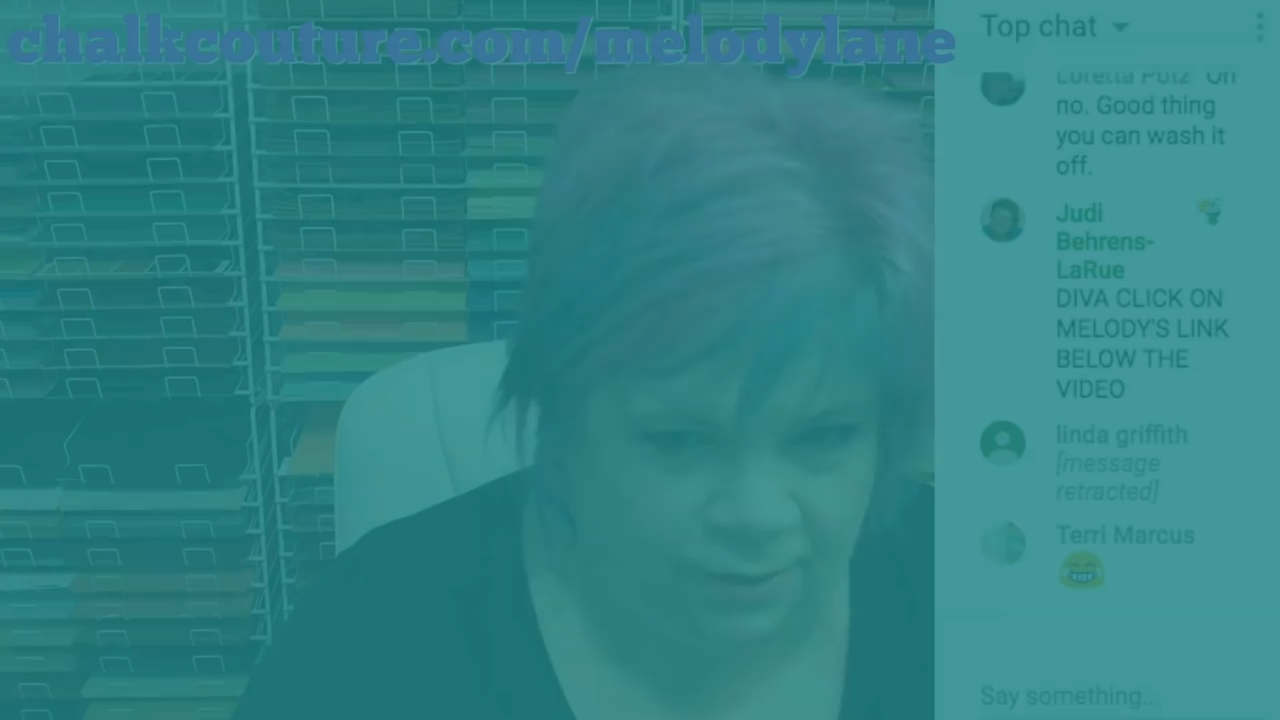 chalkcouture.com/melodylane
Top chat
Loretta Potz Oh
no. Good thing
you can wash it
off.
Judi
Behrens-
LaRue
DIVA CLICK ON
MELODY'S LINK
BELOW THE
VIDEO
linda griffith
[message
retracted]
Terri Marcus
Say something...